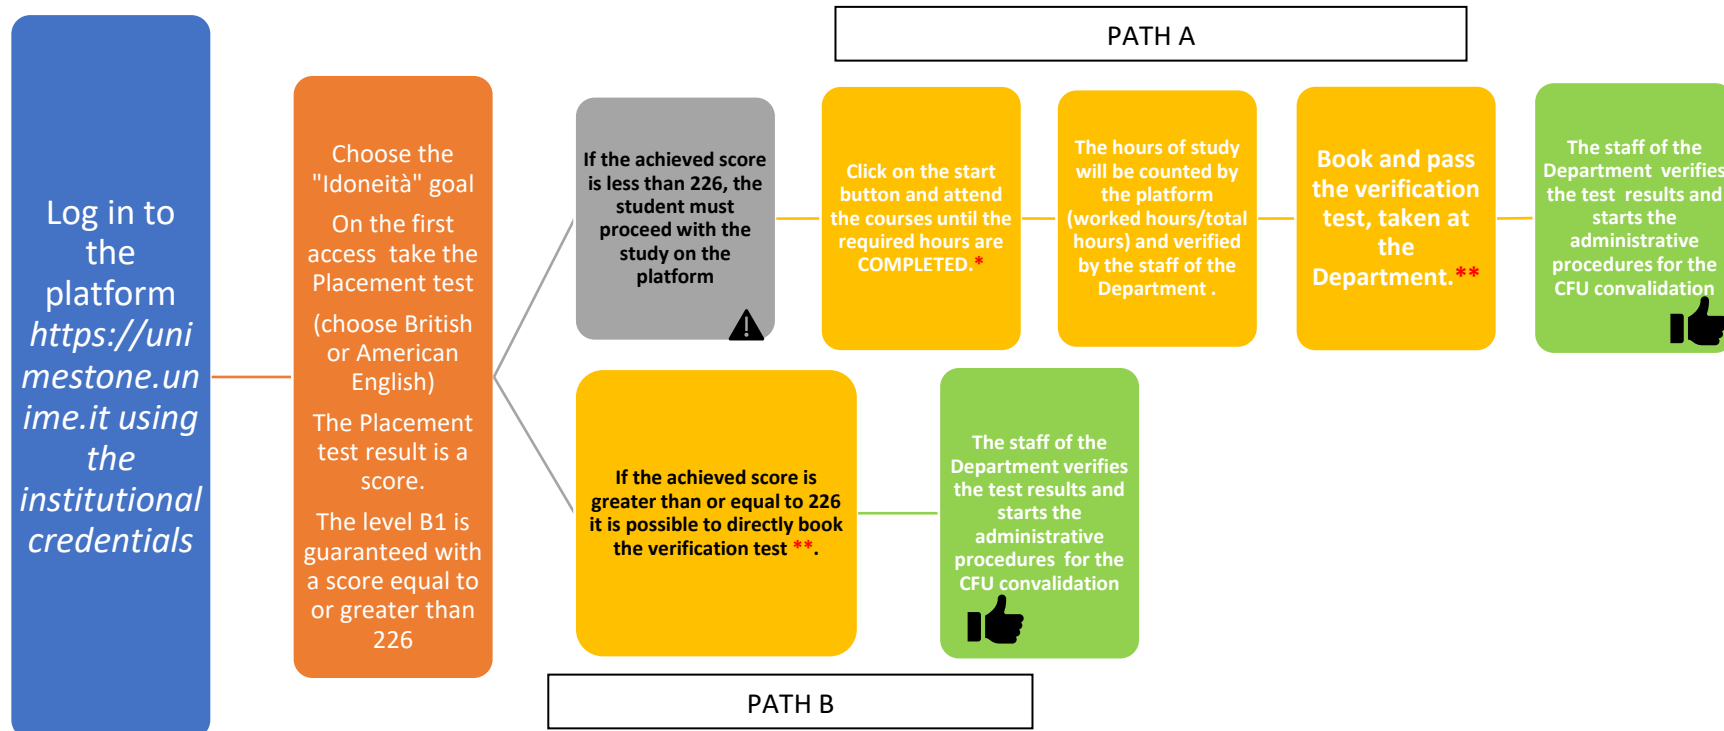 PATH A
Log in to
the
platform
https://uni
mestone.un
ime.it using
the
institutional
credentials
Choose the
"Idoneità" goal
On the first
access take the
Placement test
(choose British
or American
English)
The Placement
test result is a
score.
The level B1 is
guaranteed with
a score equal to
or greater than
226
If the achieved score
is less than 226, the
student must
proceed with the
study on the
platform
Click on the start
button and attend
the courses until the
required hours are
COMPLETED.*
The hours of study
will be counted by
the platform
(worked hours/total
hours) and verified
by the staff of the
Department .
Book and pass
the verification
test, taken at
the
Department.**
The staff of the
Department verifies
the test results and
starts the
administrative
procedures for the
CFU convalidation
If the achieved score is
greater than or equal to 226
it is possible to directly book
the verification test **.
The staff of the
Department verifies
the test results and
starts the
administrative
procedures for the
CFU convalidation
PATH B